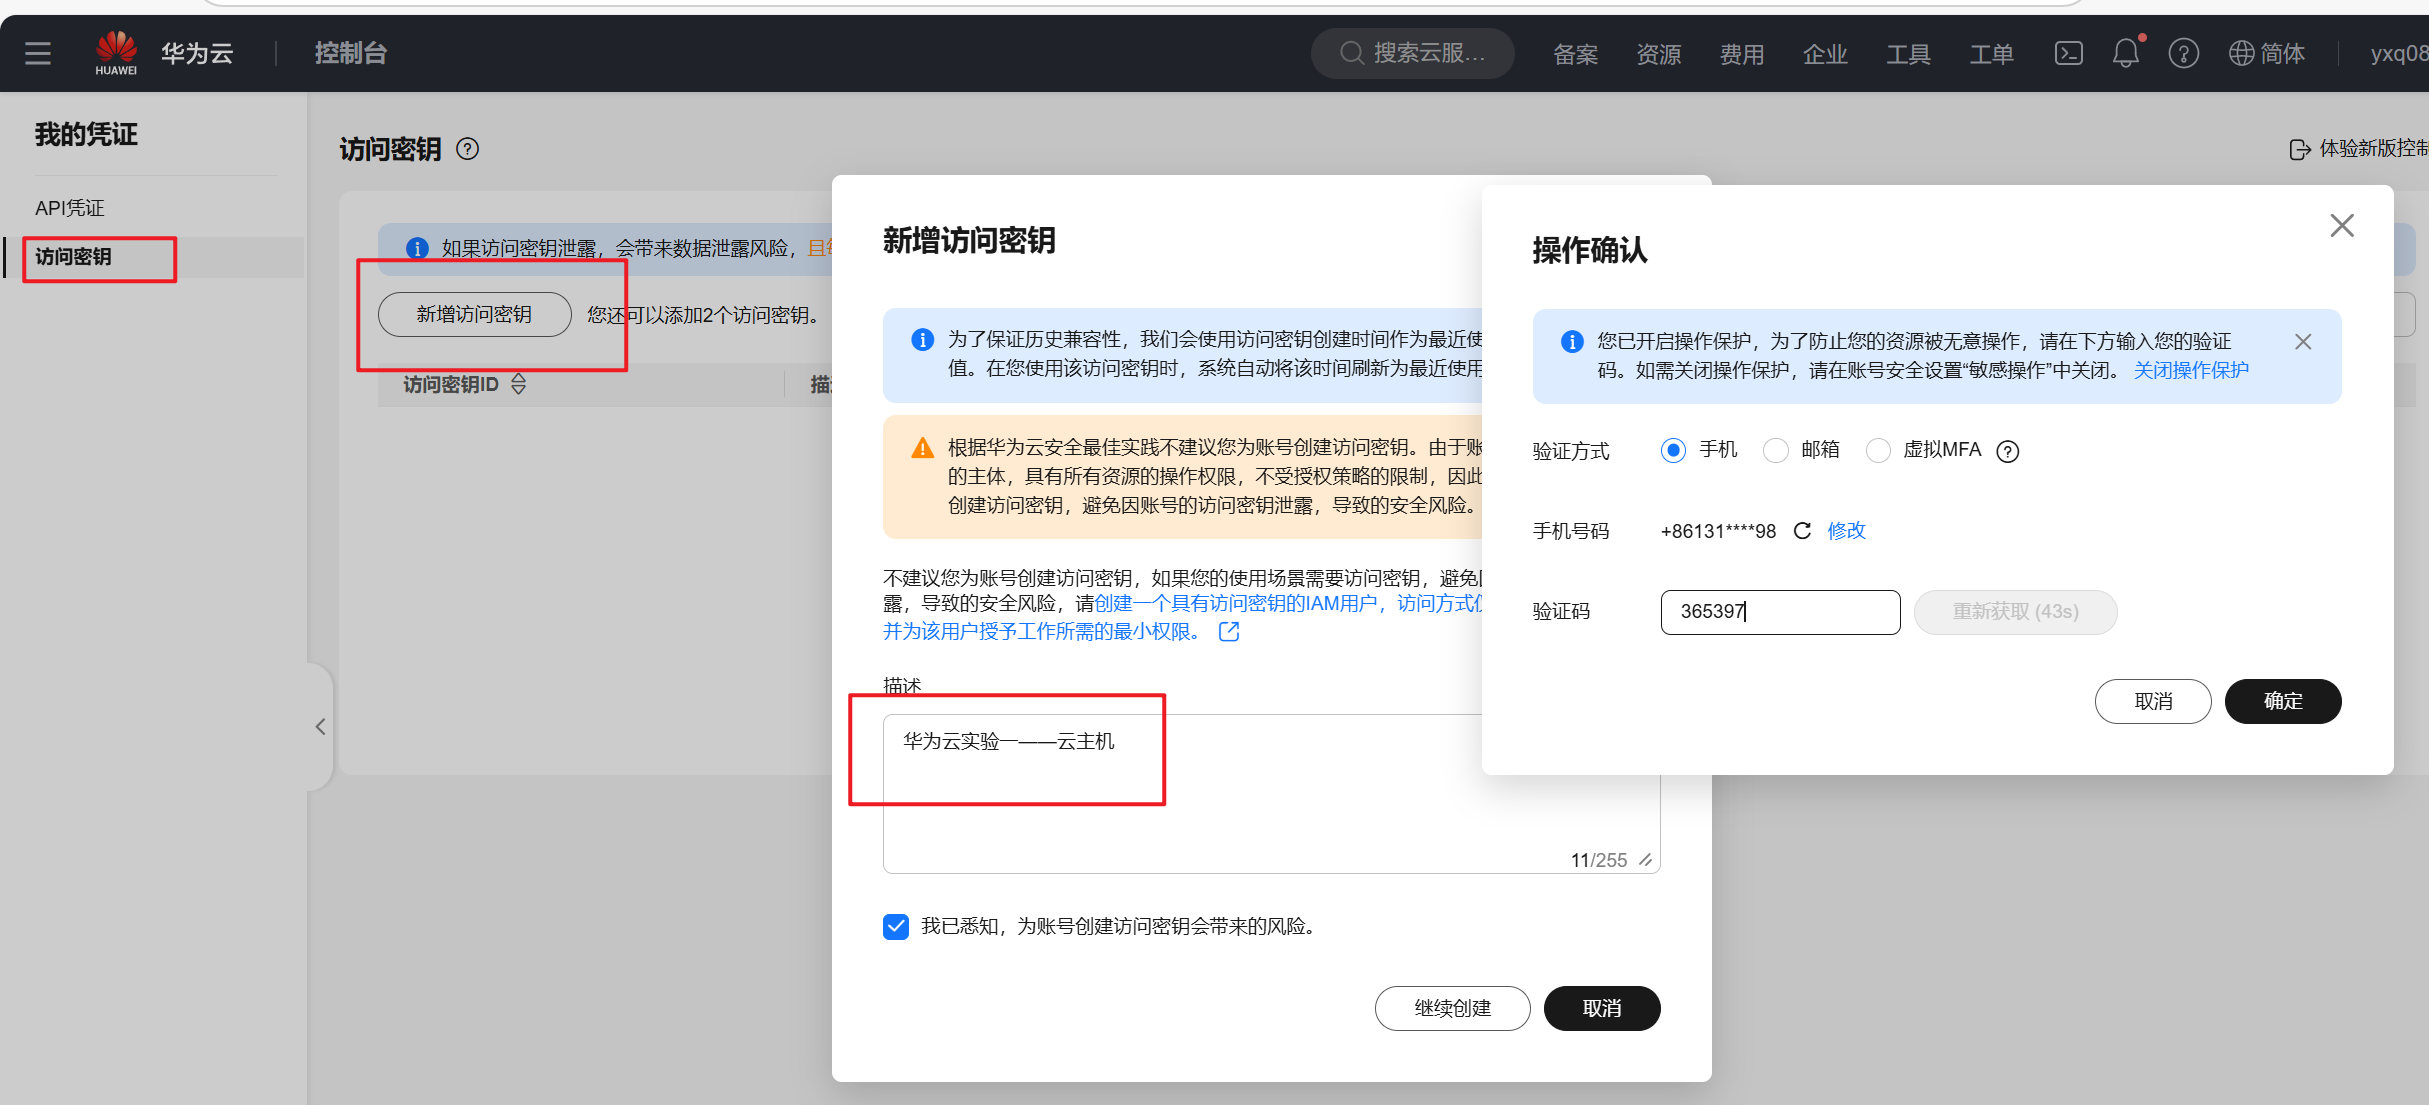 HUAWEI
华为云
控制台
搜索云服...
备案
资源
费用
企业
工具
工单
简体
yxq08
我的凭证
API凭证
访问密钥
访问密钥
体验新版控制
如果访问密钥泄露，会带来数据泄露风险，且每
新增访问密钥
您还可以添加2个访问密钥。
访问密钥ID
描述
新增访问密钥
为了保证历史兼容性，我们会使用访问密钥创建时间作为最近使
值。在您使用该访问密钥时，系统自动将该时间刷新为最近使用
根据华为云安全最佳实践不建议您为账号创建访问密钥。由于账
的主体，具有所有资源的操作权限，不受授权策略的限制，因此
创建访问密钥，避免因账号的访问密钥泄露，导致的安全风险。
不建议您为账号创建访问密钥，如果您的使用场景需要访问密钥，避免因
露，导致的安全风险，请创建一个具有访问密钥的IAM用户，访问方式仅
并为该用户授予工作所需的最小权限。
描述
华为云实验一——云主机
11/255
我已悉知，为账号创建访问密钥会带来的风险。
继续创建
取消
操作确认
您已开启操作保护，为了防止您的资源被无意操作，请在下方输入您的验证
码。如需关闭操作保护，请在账号安全设置“敏感操作”中关闭。 关闭操作保护
验证方式
手机
邮箱
虚拟MFA
手机号码
+86131****98
修改
验证码
365397
重新获取 (43s)
取消
确定